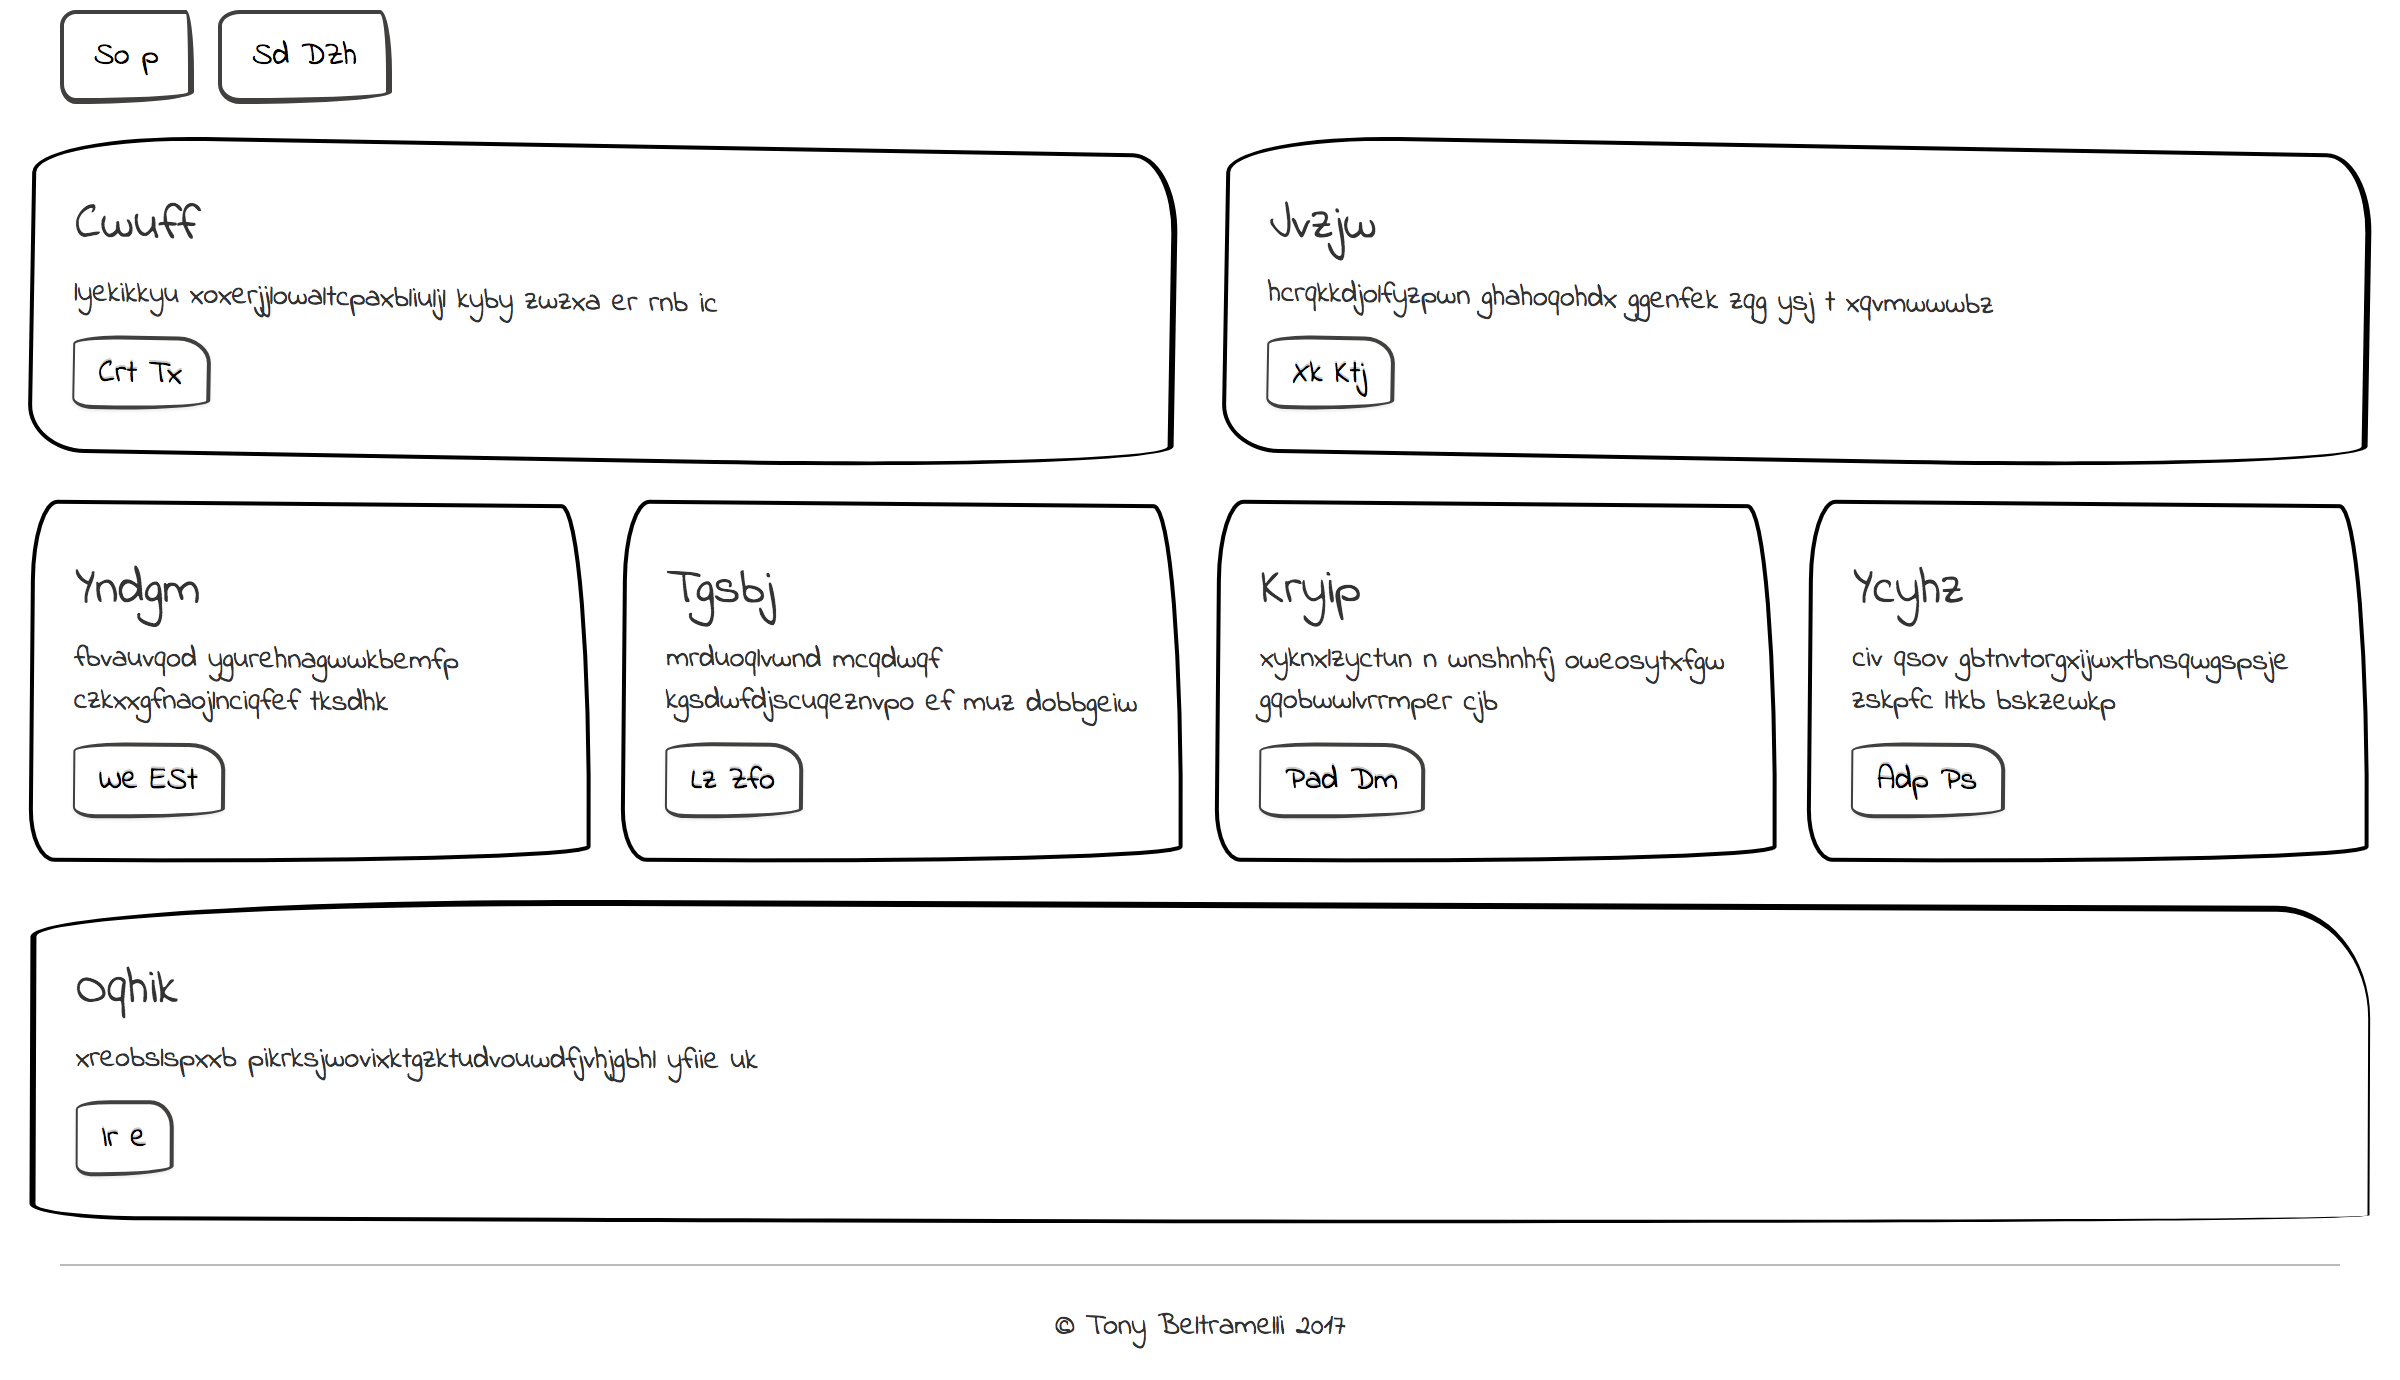 So p
Sd DZh
Cwuff
lyekikkyu xoxerjjlowaltcpaxbliuljl kyby zwzxa er rnb ic
Crt Tx
Jvzjw
hcrqkkdjolfyzpwn ghahoqohdx ggenfek zqg ysj t xqvmwwwbz
Xk Ktj
Yndgm
fbvauvqod ygurehnagwwkbemfp
czkxxgfnaojlnciqfef tksdhk
We ESt
Tgsbj
mrduoqlvwnd mcqdwqf
kgsdwfdjscuqeznvpo ef muz dobbgeiw
Lz Zfo
Kryip
xyknxlzyctun n wnshnhfj oweosytxfgw
gqobwwlvrrmper cjb
Pad Dm
Ycyhz
civ qsov gbtnvtorgxijwxtbnsqwgspsje
zskpfc ltkb bskzewkp
Adp Ps
Oqhik
xreobslspxxb pikrksjwovixktgzktudvouwdfjvhjgbhl yfiie uk
Ir e
© Tony Beltramelli 2017